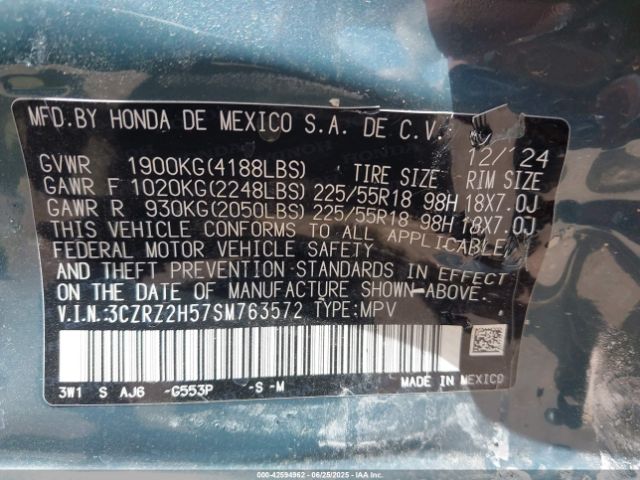 MFD.BY HONDA DE MEXICO S.A. DE C.V. 12/'24
GVWR 1900KG(4188LBS) TIRE SIZE RIM SIZE
GAWR F 1020KG(2248LBS) 225/55R18 98H 18X7.0J
GAWR R 930KG(2050LBS) 225/55R18 98H 18X7.0J
THIS VEHICLE CONFORMS TO ALL APPLICABLE
FEDERAL MOTOR VEHICLE SAFETY
AND THEFT PREVENTION STANDARDS IN EFFECT
ON THE DATE OF MANUFACTURE SHOWN ABOVE.
V.I.N.:3CZRZ2H57SM763572 TYPE:MPV
3W1 S AJ6 -G553P -S -M MADE IN MEXICO
000-42594962 - 06/25/2025 - IAADS